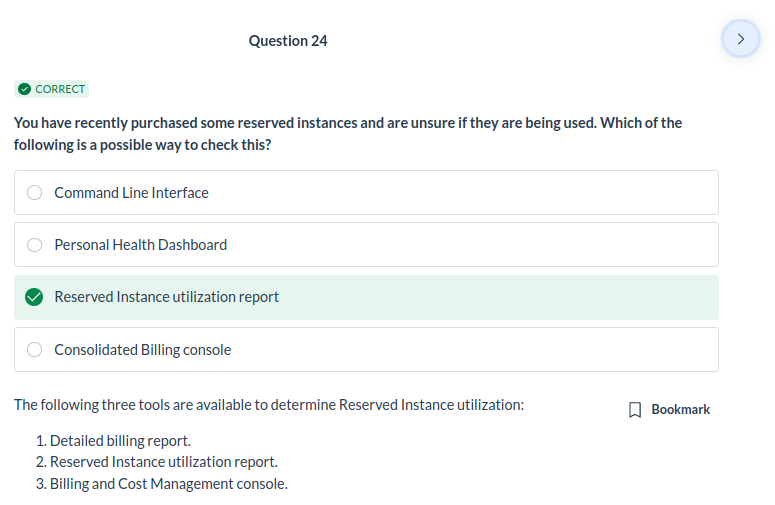 Question 24
CORRECT
You have recently purchased some reserved instances and are unsure if they are being used. Which of the
following is a possible way to check this?
Command Line Interface
Personal Health Dashboard
Reserved Instance utilization report
Consolidated Billing console
The following three tools are available to determine Reserved Instance utilization:
Bookmark
1. Detailed billing report.
2. Reserved Instance utilization report.
3. Billing and Cost Management console.